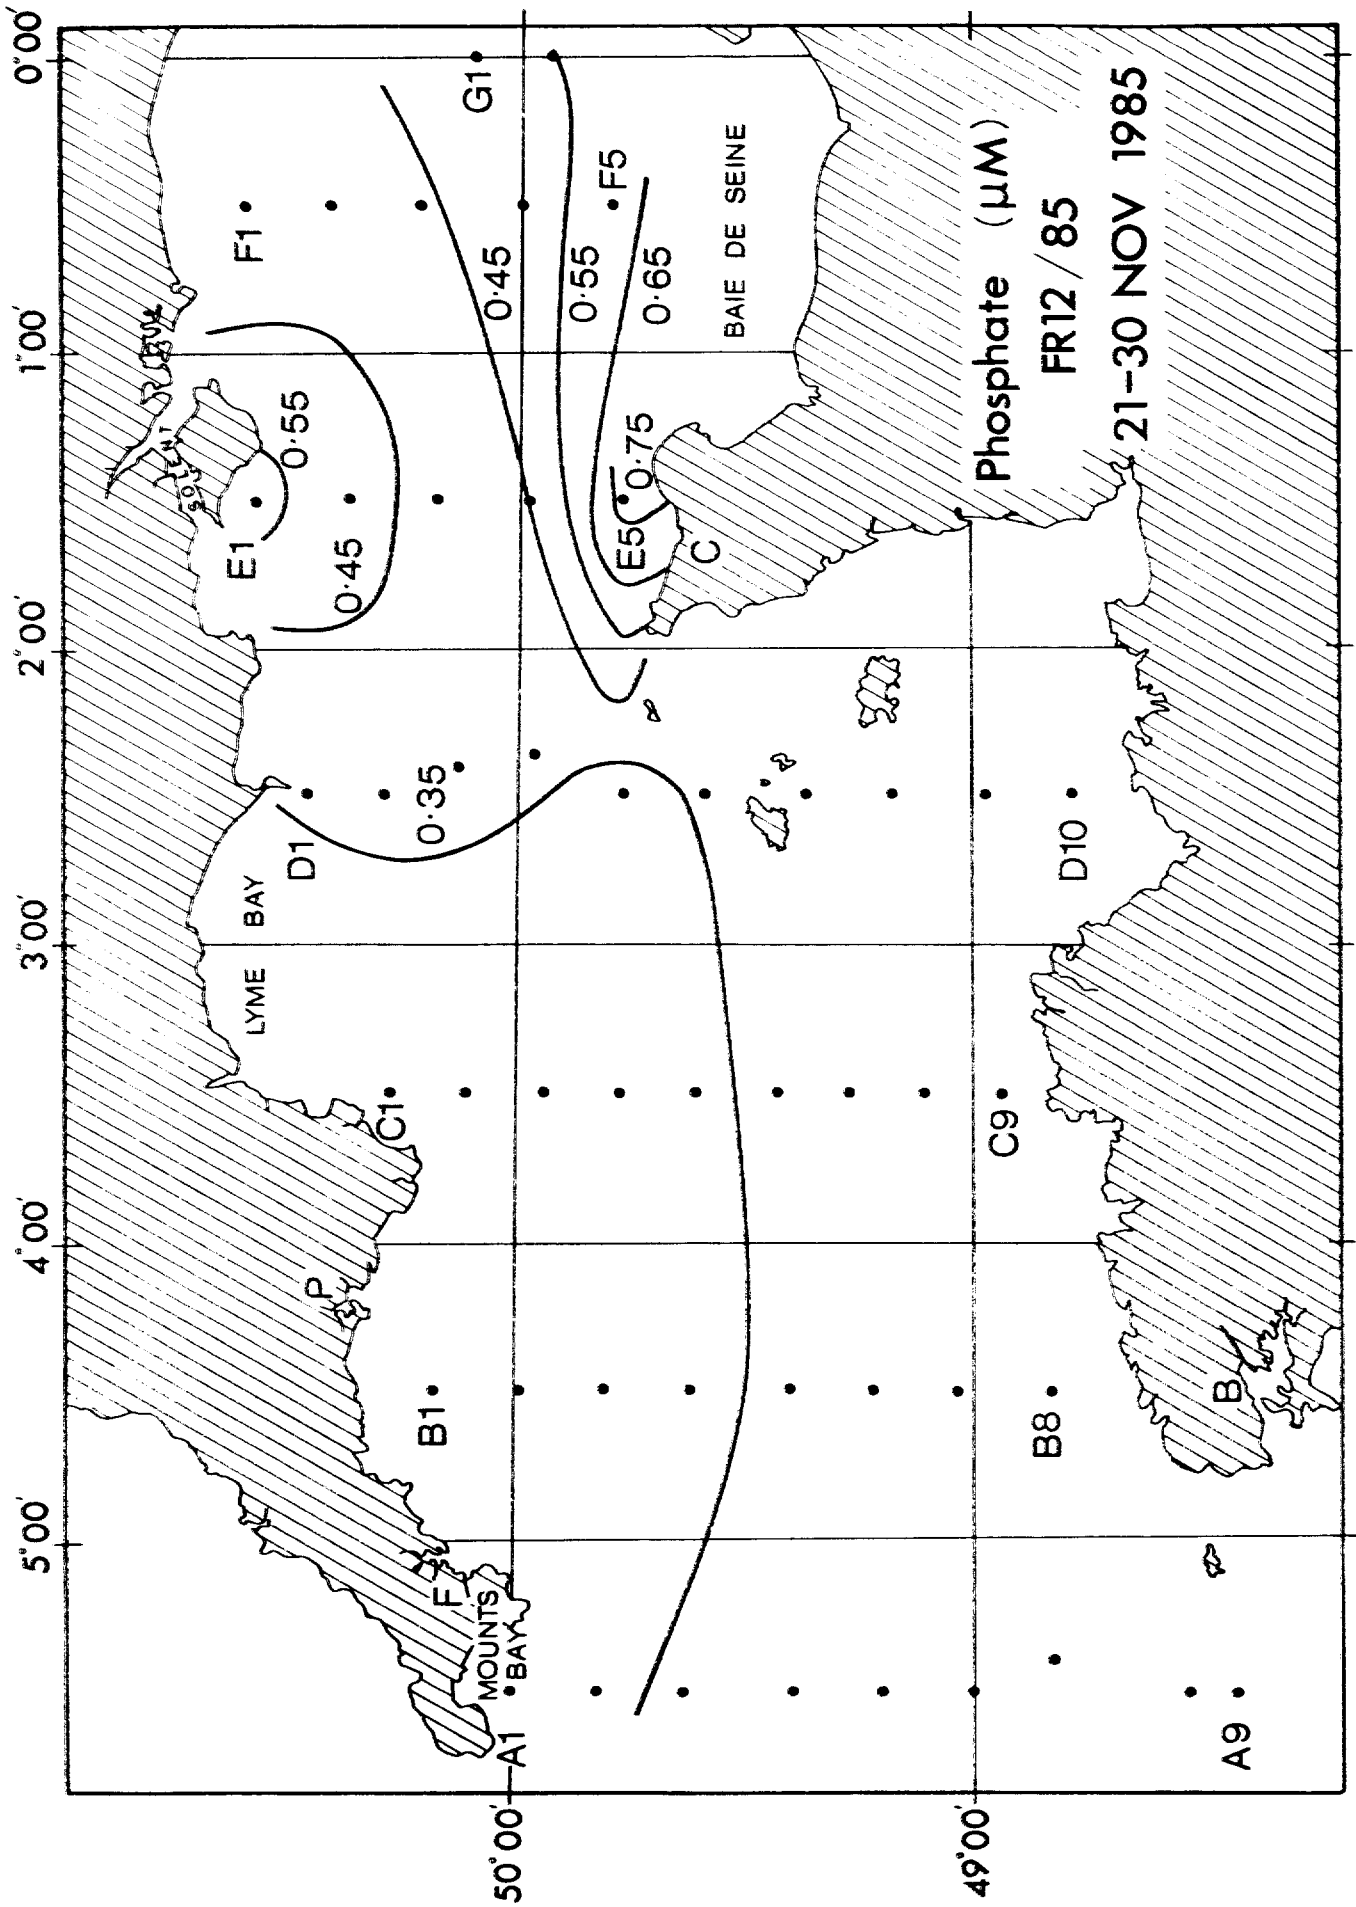 5°00'
4°00'
3°00'
2°00'
1°00'
0°00'
50°00'
49°00'
SOLENT
LYME BAY
MOUNTS
BAY
BAIE DE SEINE
P
F
B
C
A1
A9
B1
B8
C1
C9
D1
D10
E1
E5
F1
F5
G1
0·35
0·45
0·55
0·45
0·55
0·65
0·75
Phosphate (μM)
FR12 / 85
21-30 NOV 1985